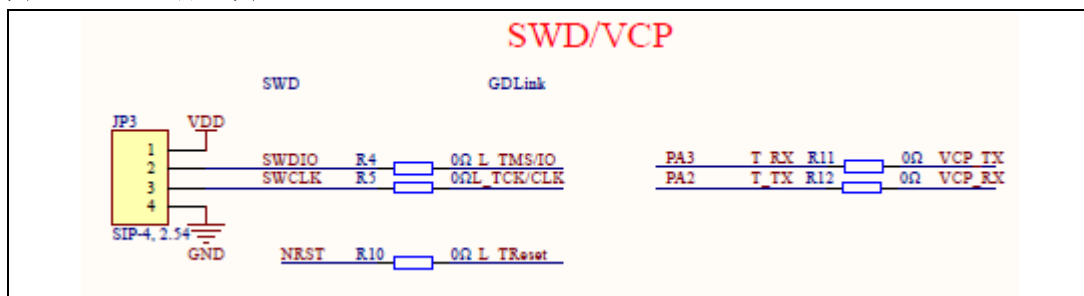 SWD/VCP
SWD GDLink
JP3 VDD
1
2 SWDIO R4 0Ω L_TMS/IO
3 SWCLK R5 0ΩL_TCK/CLK
4
SIP-4, 2.54
GND
NRST R10 0Ω L_TReset
PA3 T_RX R11 0Ω VCP_TX
PA2 T_TX R12 0Ω VCP_RX